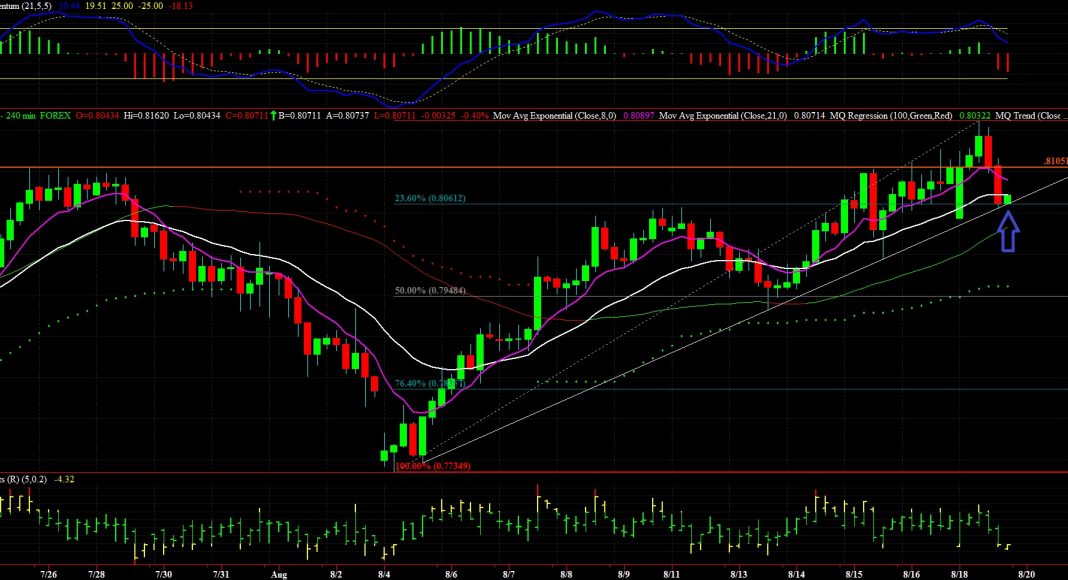 entum (21,5,5) 10.44 19.51 25.00 -25.00 -18.13
- 240 min FOREX O=0.80434 Hi=0.81620 Lo=0.80434 C=0.80711 B=0.80711 A=0.80737 L=0.80711 -0.00325 -0.40% Mov Avg Exponential (Close,8,0) 0.80897 Mov Avg Exponential (Close,21,0) 0.80714 MQ Regression (100,Green,Red) 0.80322 MQ Trend (Close ...
.81051
23.60% (0.80612)
50.00% (0.79484)
76.40%
100.00% (0.77349)
ts (R) (5,0.2) -4.32
7/26 7/28 7/30 7/31 Aug 8/2 8/4 8/6 8/7 8/8 8/9 8/11 8/13 8/14 8/15 8/16 8/18 8/20